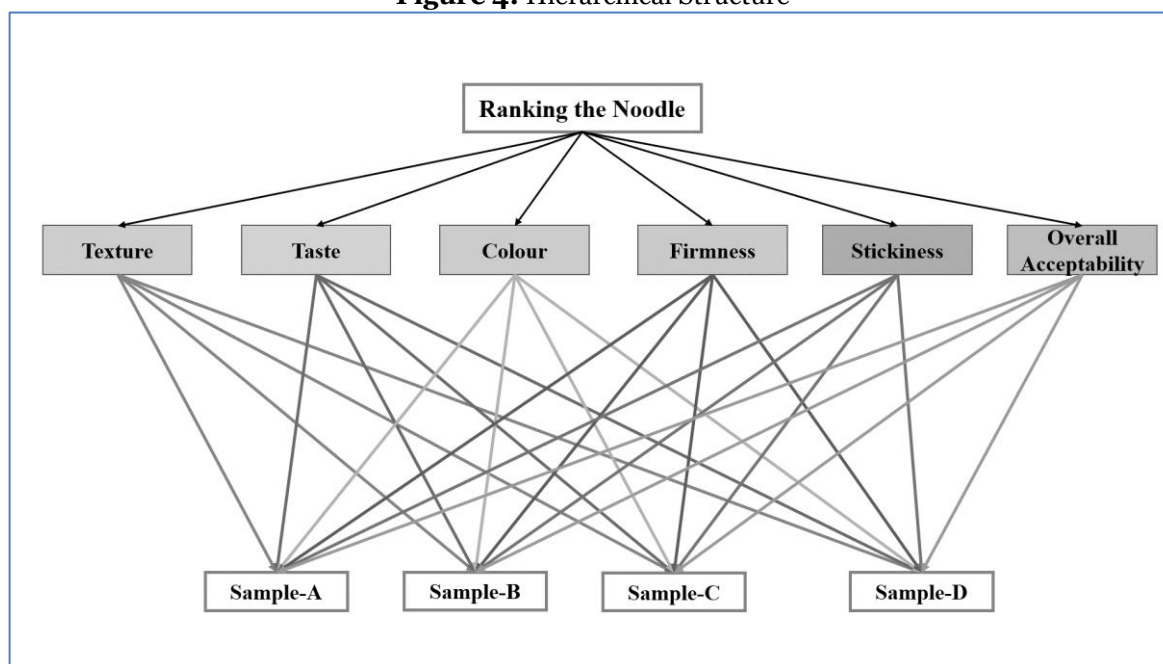 Figure 4. Hierarchical Structure
Ranking the Noodle
Texture
Taste
Colour
Firmness
Stickiness
Overall
Acceptability
Sample-A
Sample-B
Sample-C
Sample-D